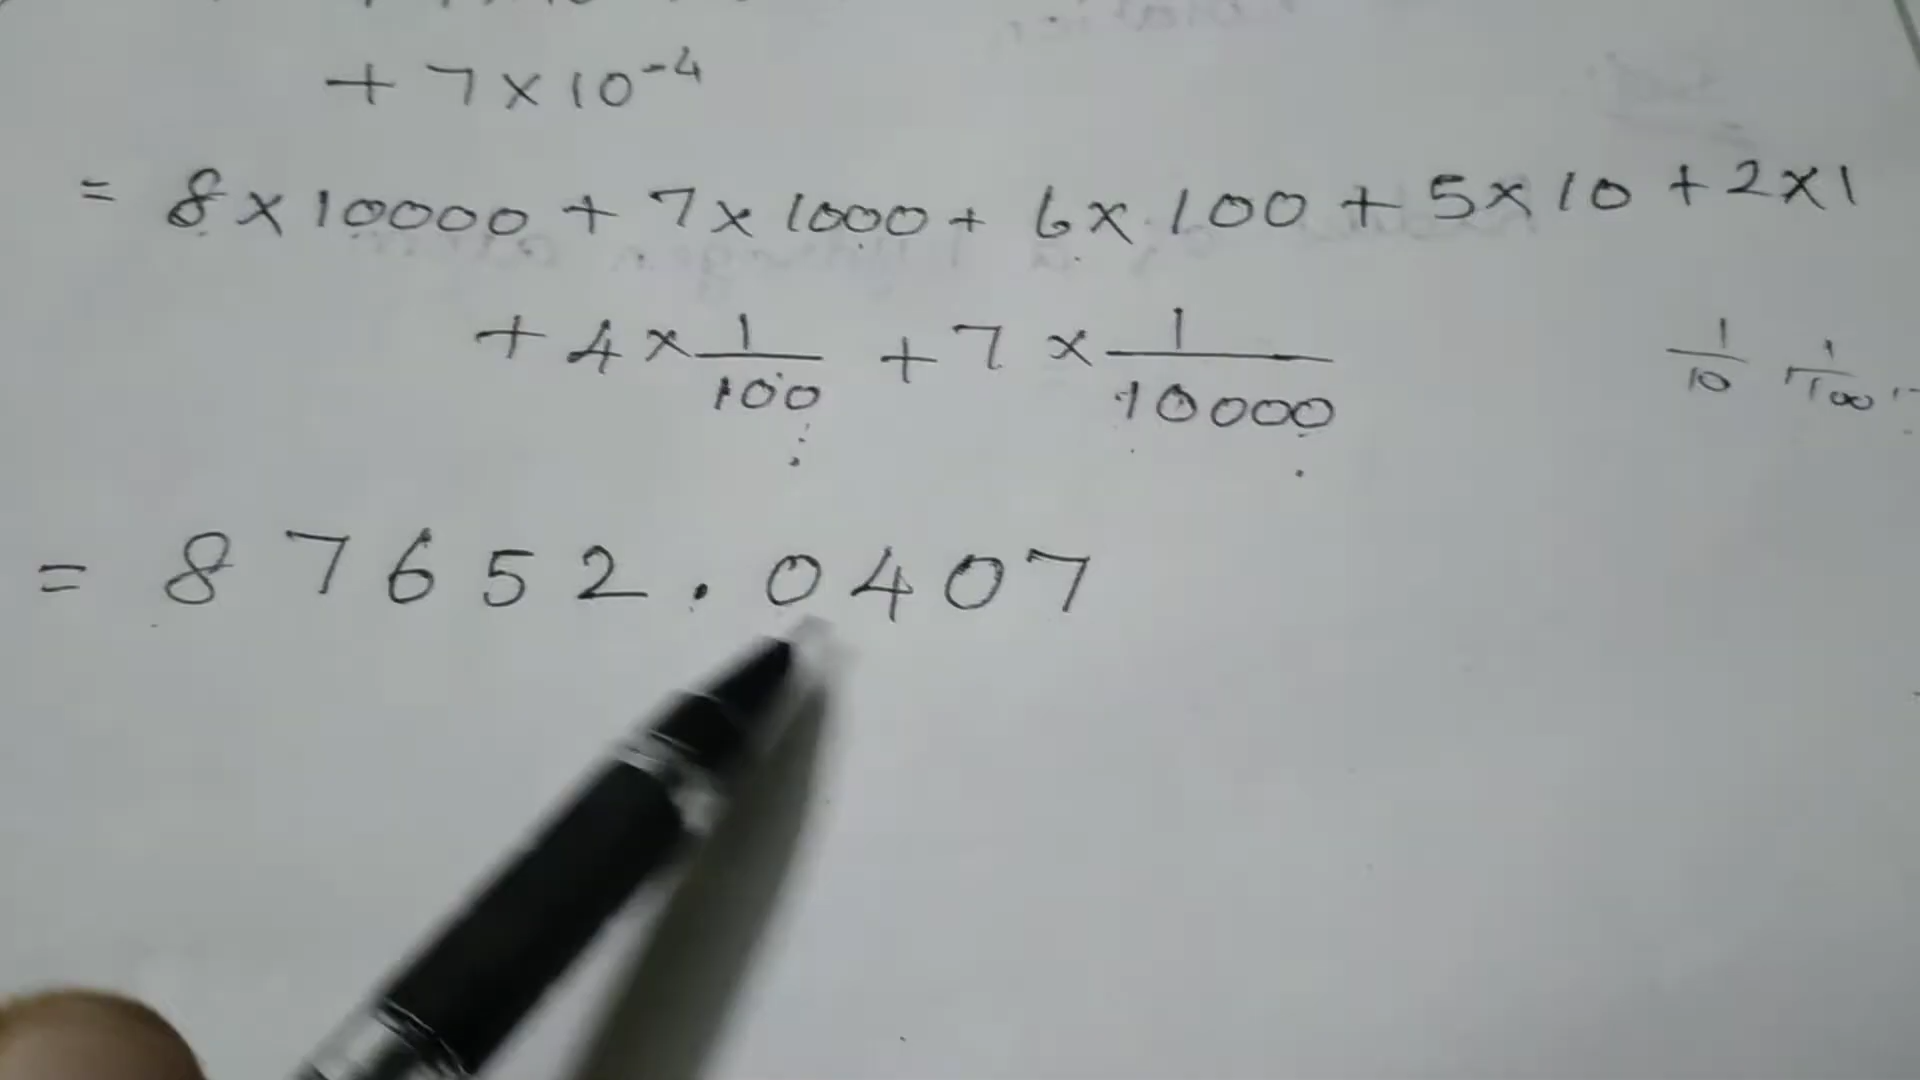 + 7 × 10⁻⁴
= 8 × 10000 + 7 × 1000 + 6 × 100 + 5 × 10 + 2 × 1
+ 4 × 1/100 + 7 × 1/10000
1/10 1/100
= 87652.0407